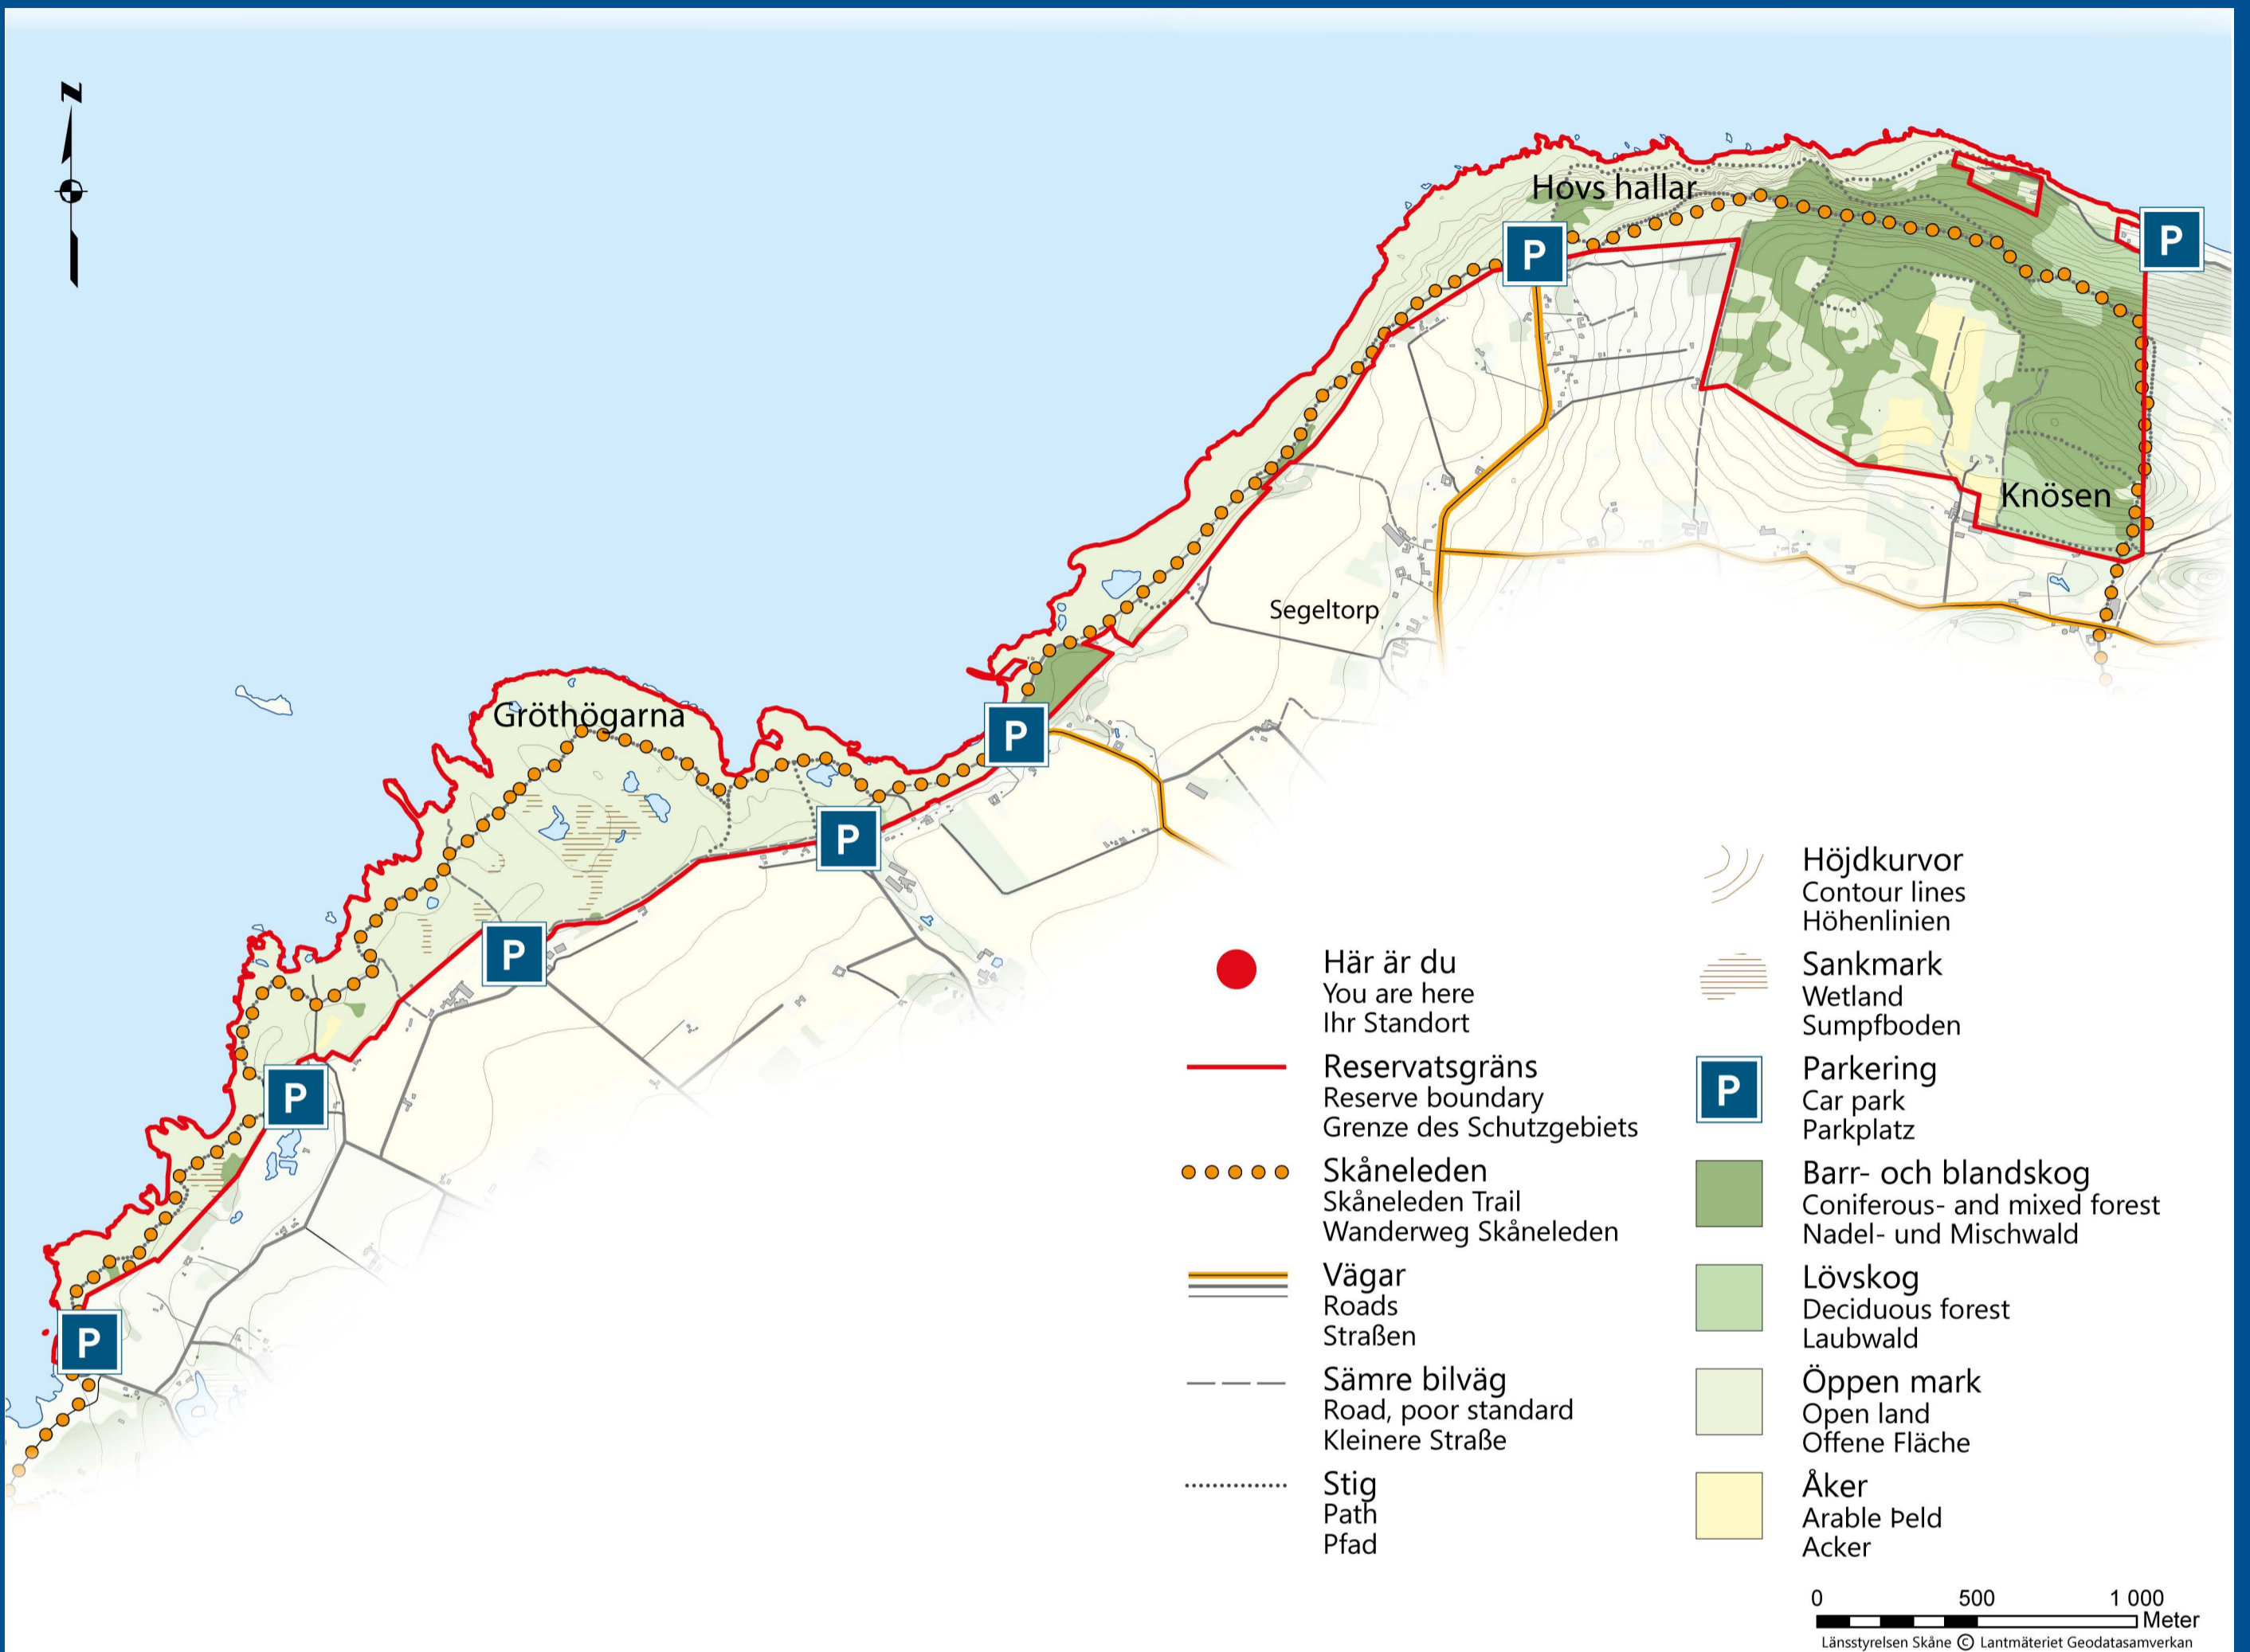 N
Hovs hallar
P
P
Knösen
Segeltorp
Gröthögarna
P
P
P
P
P
Här är du
You are here
Ihr Standort
Reservatsgräns
Reserve boundary
Grenze des Schutzgebiets
Skåneleden
Skåneleden Trail
Wanderweg Skåneleden
Vägar
Roads
Straßen
Sämre bilväg
Road, poor standard
Kleinere Straße
Stig
Path
Pfad
Höjdkurvor
Contour lines
Höhenlinien
Sankmark
Wetland
Sumpfboden
P
Parkering
Car park
Parkplatz
Barr- och blandskog
Coniferous- and mixed forest
Nadel- und Mischwald
Lövskog
Deciduous forest
Laubwald
Öppen mark
Open land
Offene Fläche
Åker
Arable Þeld
Acker
0 500 1 000
Meter
Länsstyrelsen Skåne © Lantmäteriet Geodatasamverkan